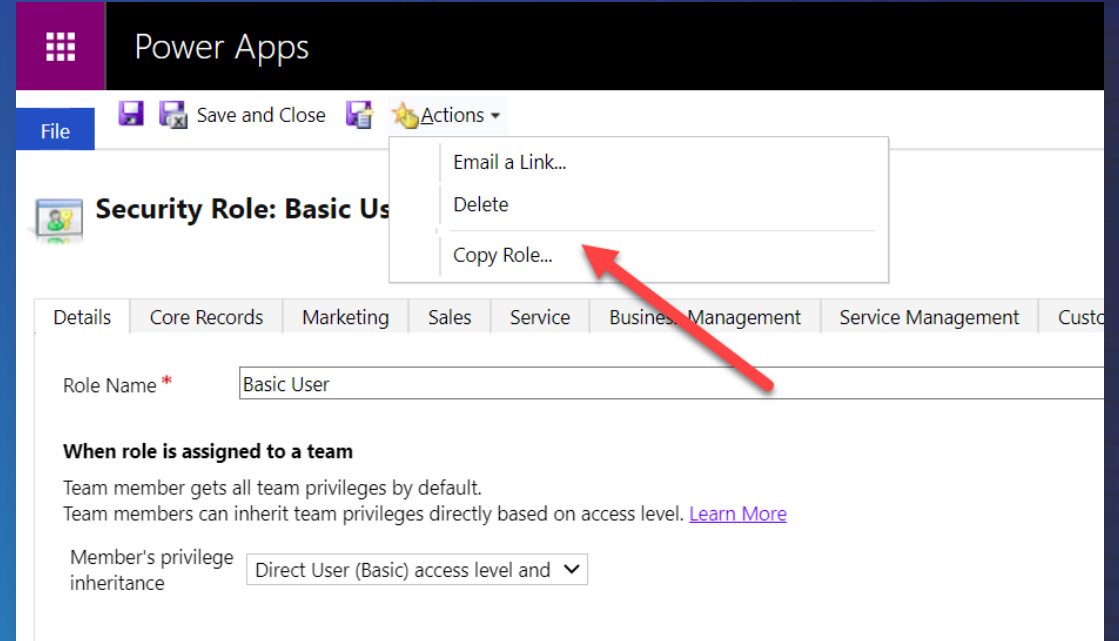 Power Apps
File
Save and Close
Actions
Email a Link...
Delete
Copy Role...
Security Role: Basic
Details Core Records Marketing Sales Service Business Management Service Management
Role Name *
Basic User
When role is assigned to a team
Team member gets all team privileges by default.
Team members can inherit team privileges directly based on access level. Learn More
Member's privilege
inheritance
Direct User (Basic) access level and